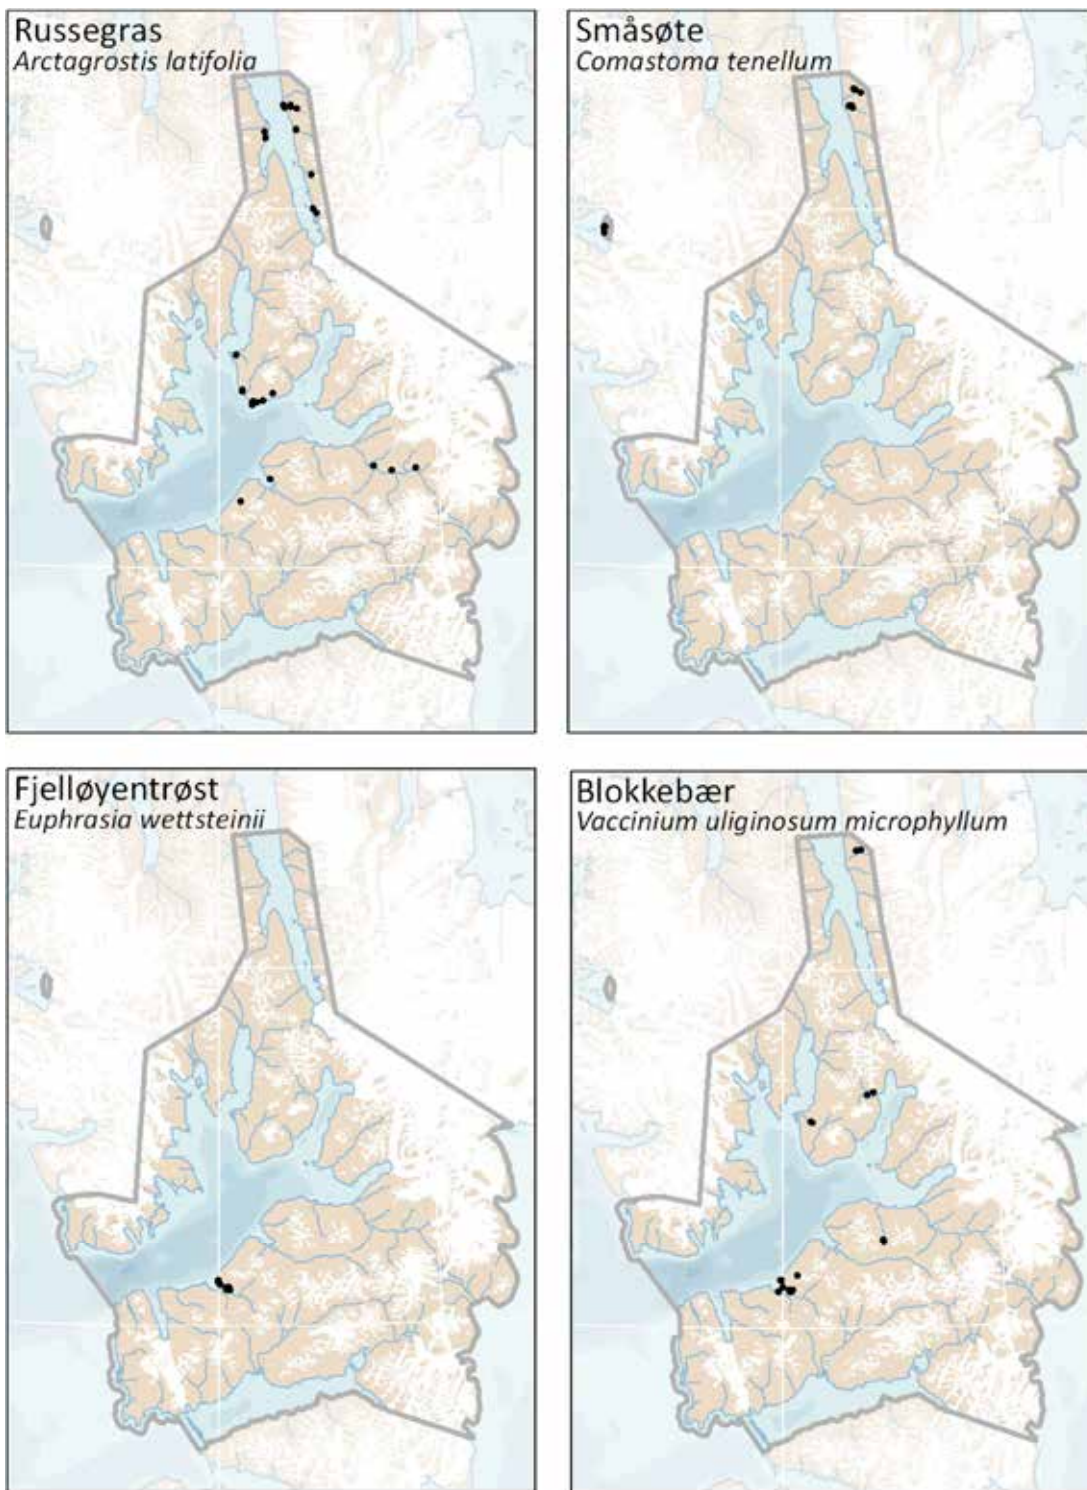 Russegras
Arctagrostis latifolia
Småsøte
Comastoma tenellum
Fjelløyentrøst
Euphrasia wettsteinii
Blokkebær
Vaccinium uliginosum microphyllum